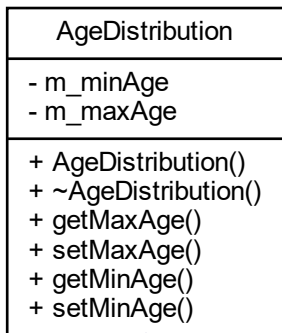 AgeDistribution
- m_minAge
- m_maxAge
+ AgeDistribution()
+ ~AgeDistribution()
+ getMaxAge()
+ setMaxAge()
+ getMinAge()
+ setMinAge()